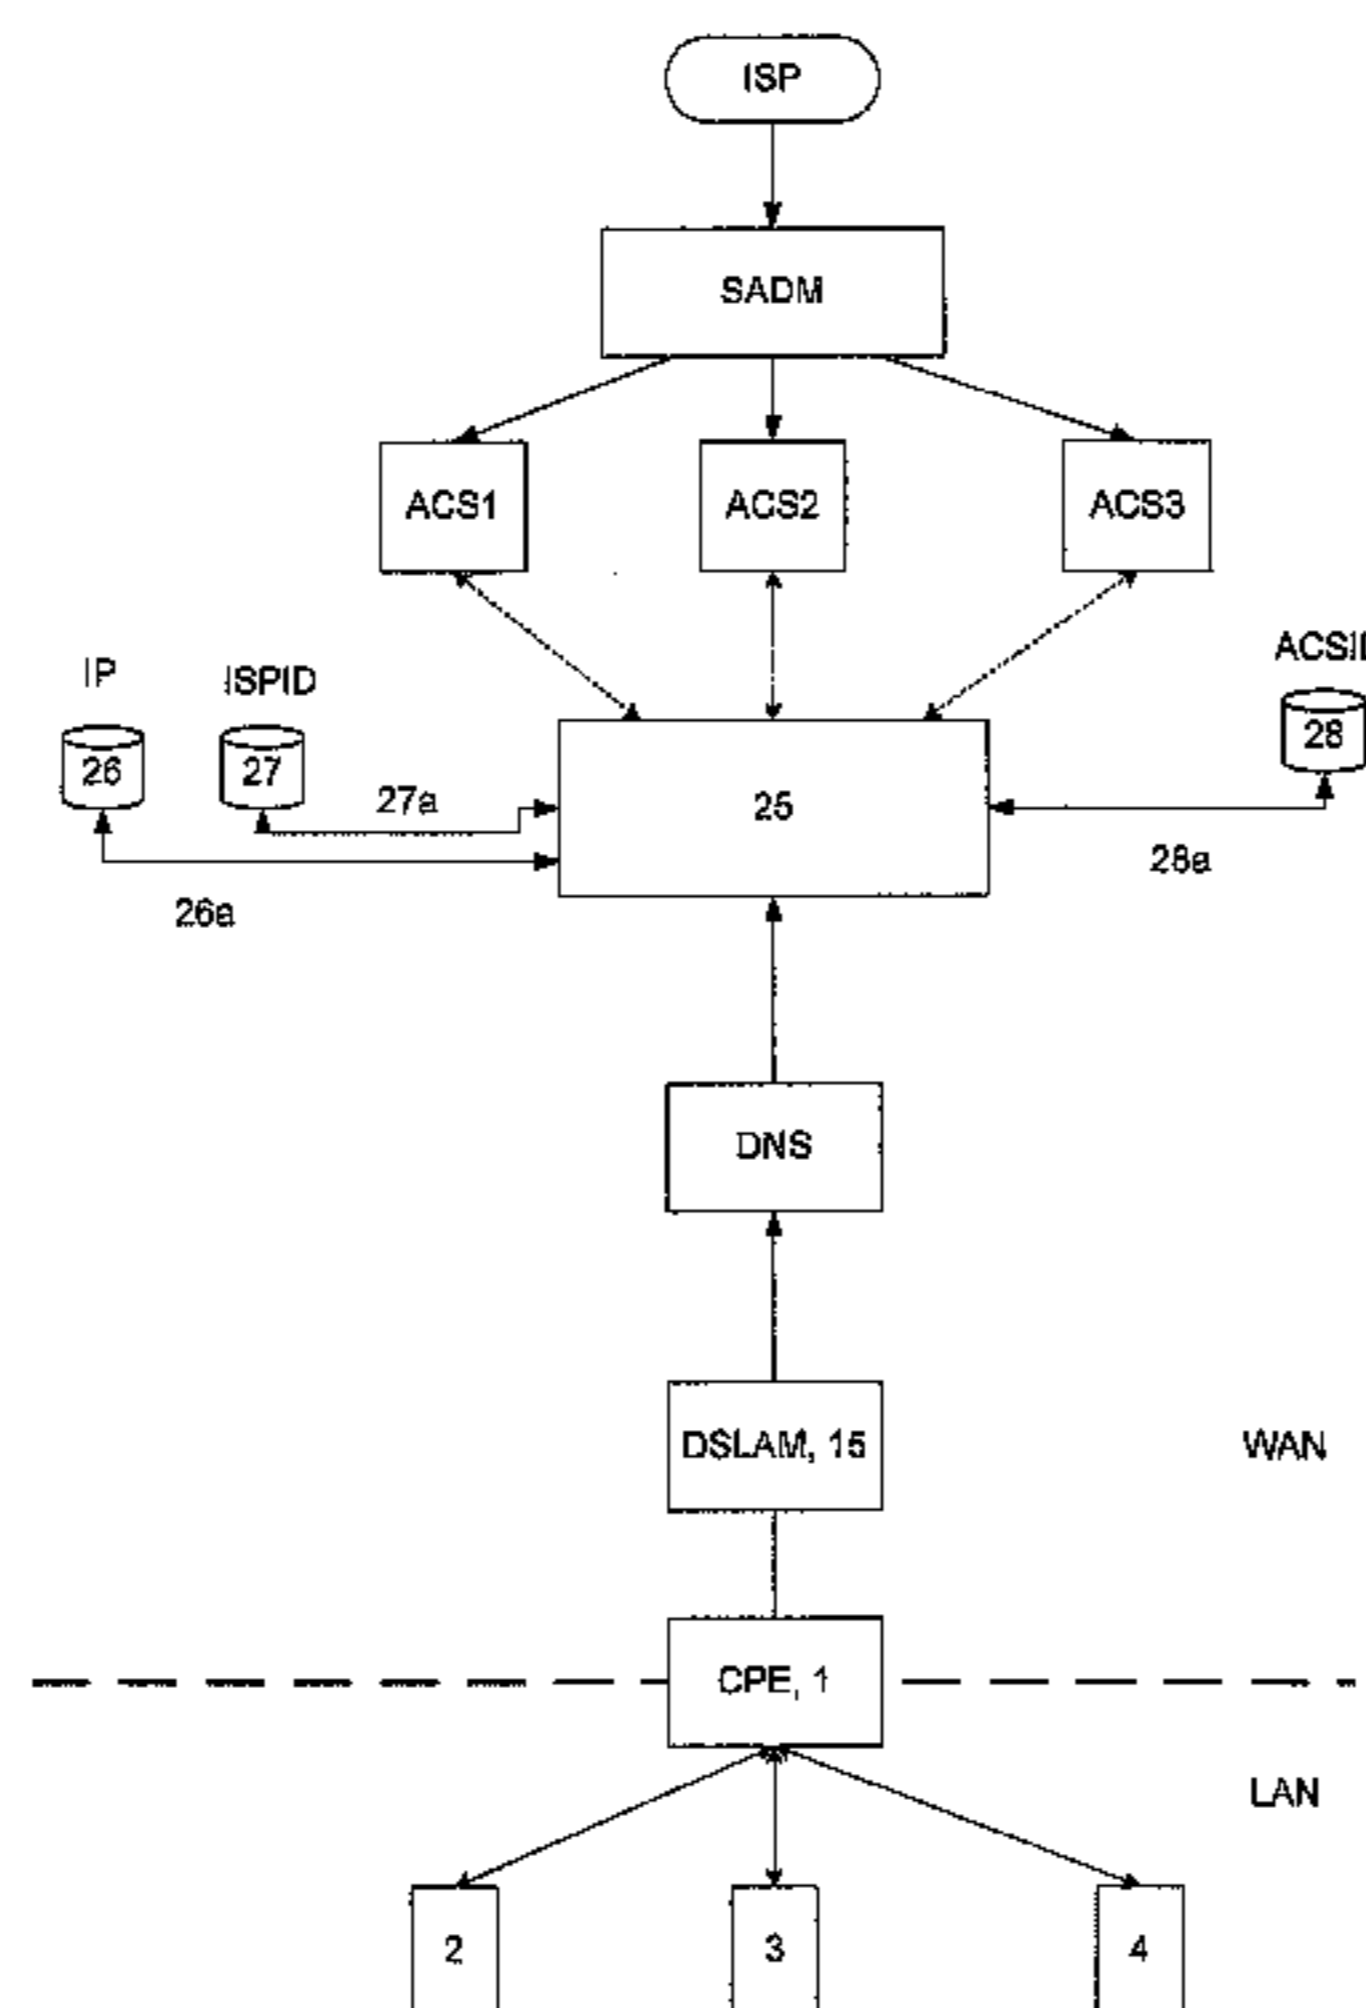 ISP
SADM
ACS1
ACS2
ACS3
IP
ISPID
26
27
27a
26a
25
28
28a
DNS
DSLAM, 15
WAN
CPE, 1
LAN
2
3
4